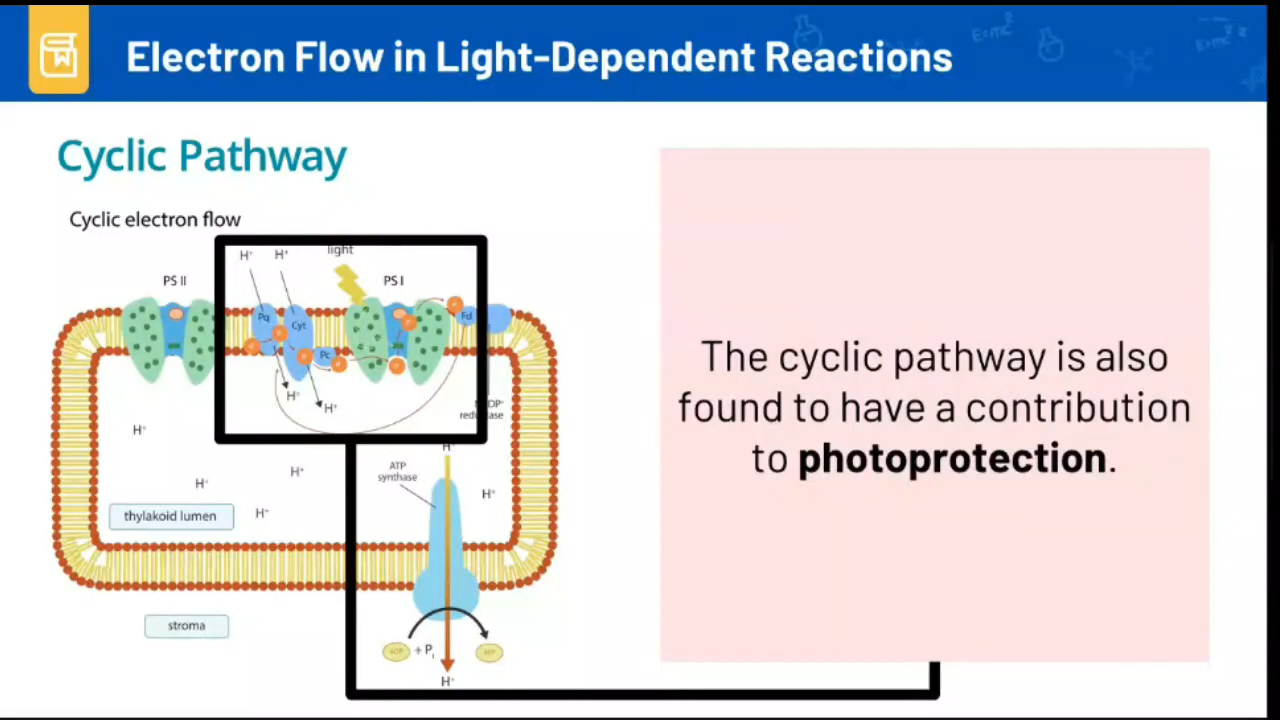 Electron Flow in Light-Dependent Reactions
Cyclic Pathway
Cyclic electron flow
H⁺ H⁺ light
PS II PS I
Pq Cyt Pc Fd
H⁺
H⁺
H⁺
H⁺
H⁺
H⁺
H⁺
H⁺
ATP
synthase
thylakoid lumen
stroma
ADP + Pᵢ ATP
H⁺
The cyclic pathway is also
found to have a contribution
to photoprotection.